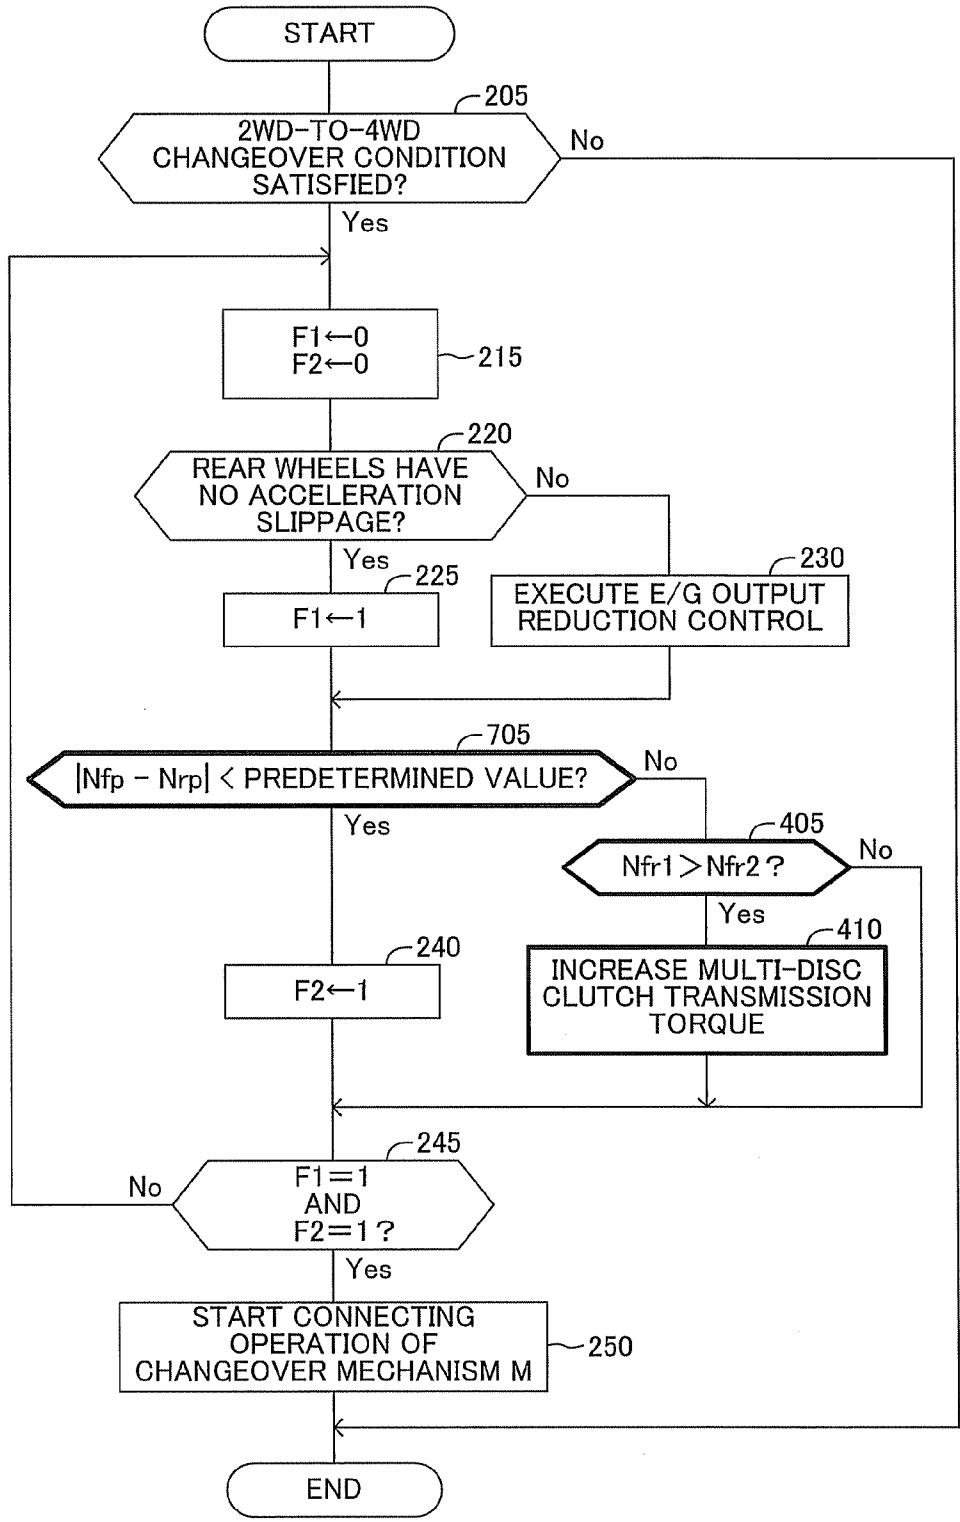 START
205
2WD-TO-4WD
CHANGEOVER CONDITION
SATISFIED?
No
Yes
F1←0
F2←0
215
220
REAR WHEELS HAVE
NO ACCELERATION
SLIPPAGE?
No
Yes
225
F1←1
230
EXECUTE E/G OUTPUT
REDUCTION CONTROL
705
|Nfp - Nrp| < PREDETERMINED VALUE?
No
Yes
405
Nfr1>Nfr2?
No
Yes
410
INCREASE MULTI-DISC
CLUTCH TRANSMISSION
TORQUE
240
F2←1
245
F1=1
AND
F2=1?
No
Yes
START CONNECTING
OPERATION OF
CHANGEOVER MECHANISM M
250
END